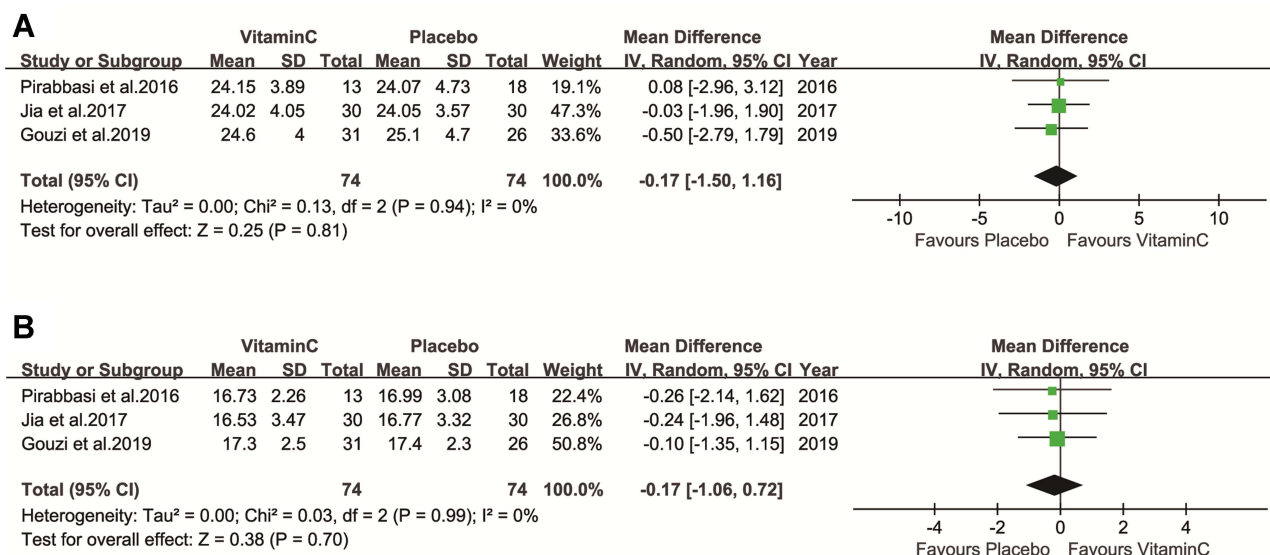 A
VitaminC Placebo Mean Difference Mean Difference
Study or Subgroup Mean SD Total Mean SD Total Weight IV, Random, 95% CI Year IV, Random, 95% CI
Pirabbasi et al.2016 24.15 3.89 13 24.07 4.73 18 19.1% 0.08 [-2.96, 3.12] 2016
Jia et al.2017 24.02 4.05 30 24.05 3.57 30 47.3% -0.03 [-1.96, 1.90] 2017
Gouzi et al.2019 24.6 4 31 25.1 4.7 26 33.6% -0.50 [-2.79, 1.79] 2019
Total (95% CI) 74 74 100.0% -0.17 [-1.50, 1.16]
Heterogeneity: Tau² = 0.00; Chi² = 0.13, df = 2 (P = 0.94); I² = 0%
Test for overall effect: Z = 0.25 (P = 0.81)
-10 -5 0 5 10
Favours Placebo Favours VitaminC
B
VitaminC Placebo Mean Difference Mean Difference
Study or Subgroup Mean SD Total Mean SD Total Weight IV, Random, 95% CI Year IV, Random, 95% CI
Pirabbasi et al.2016 16.73 2.26 13 16.99 3.08 18 22.4% -0.26 [-2.14, 1.62] 2016
Jia et al.2017 16.53 3.47 30 16.77 3.32 30 26.8% -0.24 [-1.96, 1.48] 2017
Gouzi et al.2019 17.3 2.5 31 17.4 2.3 26 50.8% -0.10 [-1.35, 1.15] 2019
Total (95% CI) 74 74 100.0% -0.17 [-1.06, 0.72]
Heterogeneity: Tau² = 0.00; Chi² = 0.03, df = 2 (P = 0.99); I² = 0%
Test for overall effect: Z = 0.38 (P = 0.70)
-4 -2 0 2 4
Favours Placebo Favours VitaminC